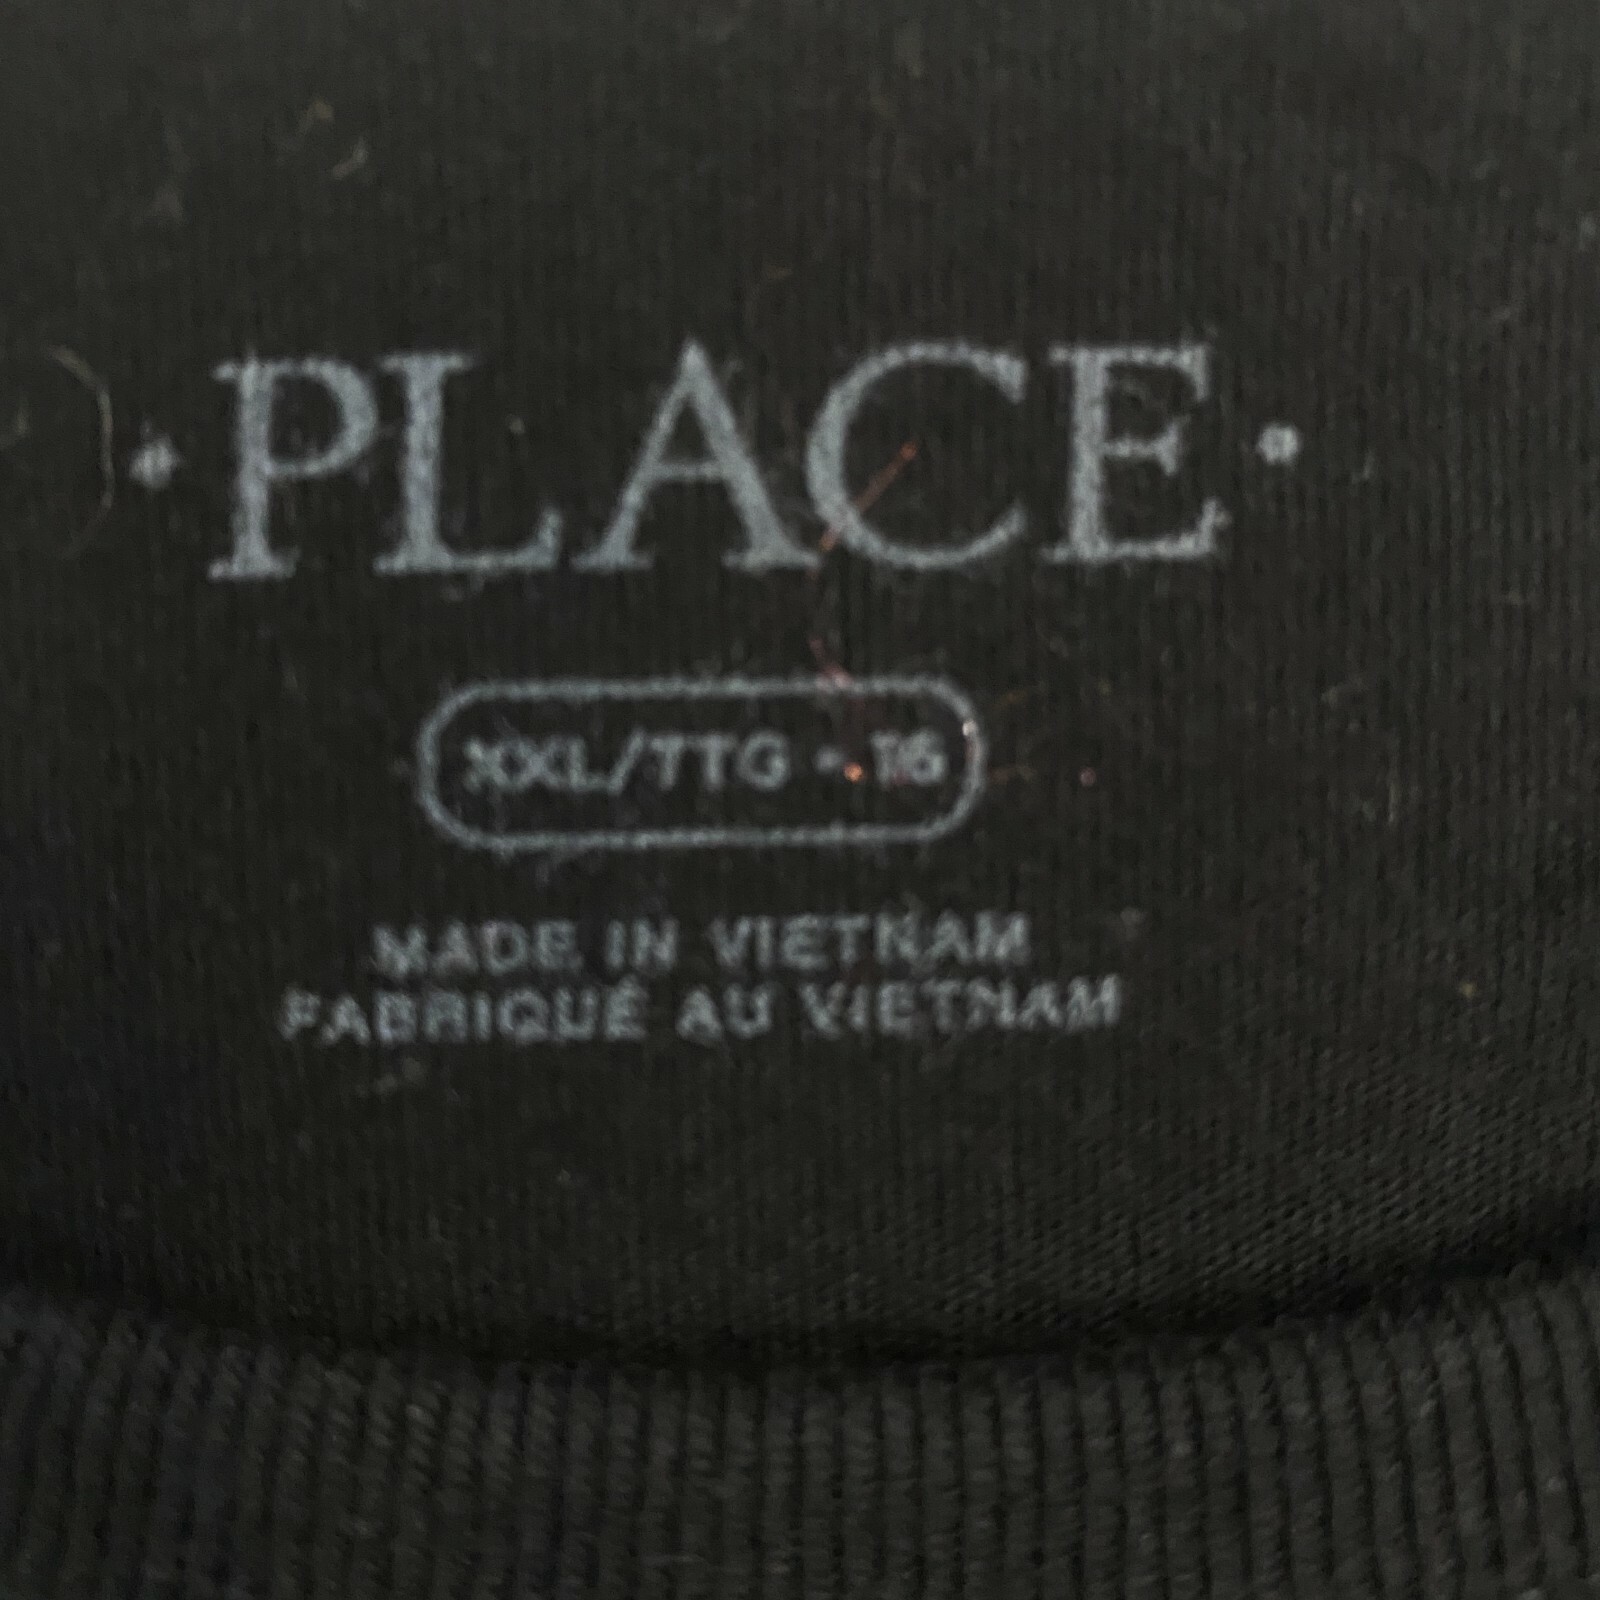 ·PLACE·
XXL/TTG - 16
MADE IN VIETNAM
FABRIQUÉ AU VIETNAM